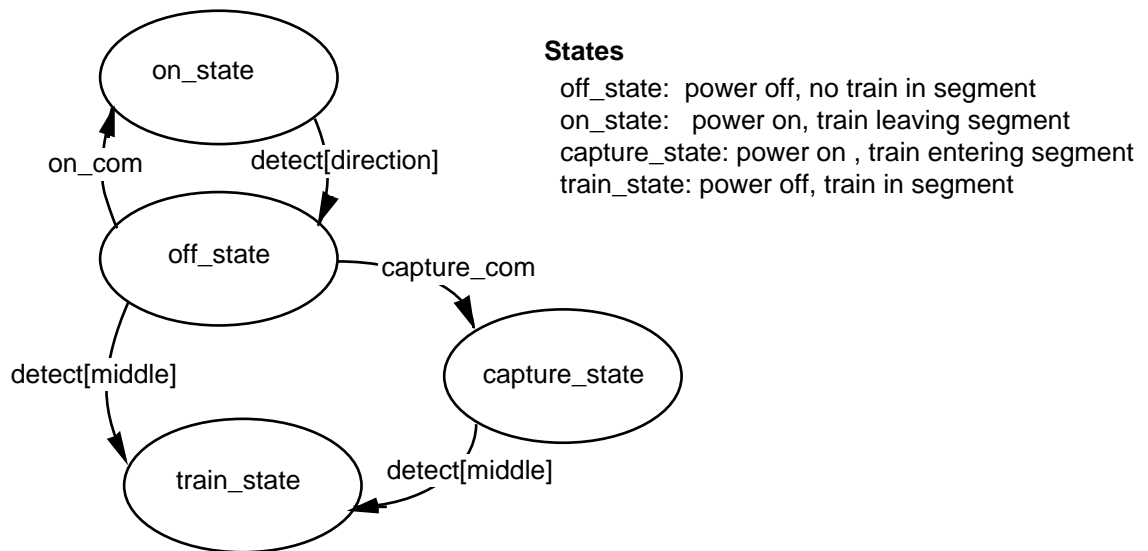 on_state
on_com
detect[direction]
off_state
capture_com
detect[middle]
capture_state
train_state
detect[middle]
States
off_state:  power off, no train in segment
on_state:   power on, train leaving segment
capture_state: power on , train entering segment
train_state: power off, train in segment